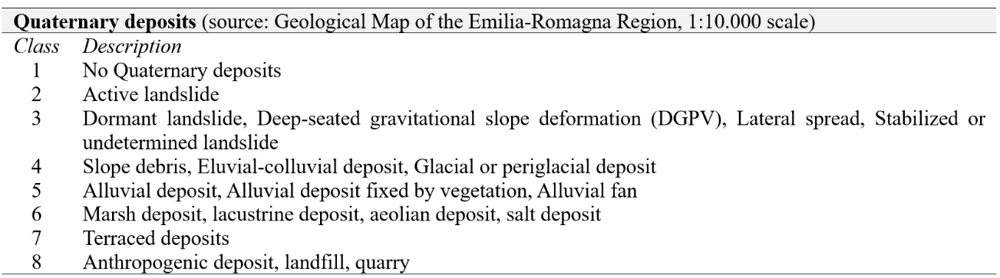 Quaternary deposits (source: Geological Map of the Emilia-Romagna Region, 1:10.000 scale)
Class Description
1 No Quaternary deposits
2 Active landslide
3 Dormant landslide, Deep-seated gravitational slope deformation (DGPV), Lateral spread, Stabilized or
undetermined landslide
4 Slope debris, Eluvial-colluvial deposit, Glacial or periglacial deposit
5 Alluvial deposit, Alluvial deposit fixed by vegetation, Alluvial fan
6 Marsh deposit, lacustrine deposit, aeolian deposit, salt deposit
7 Terraced deposits
8 Anthropogenic deposit, landfill, quarry